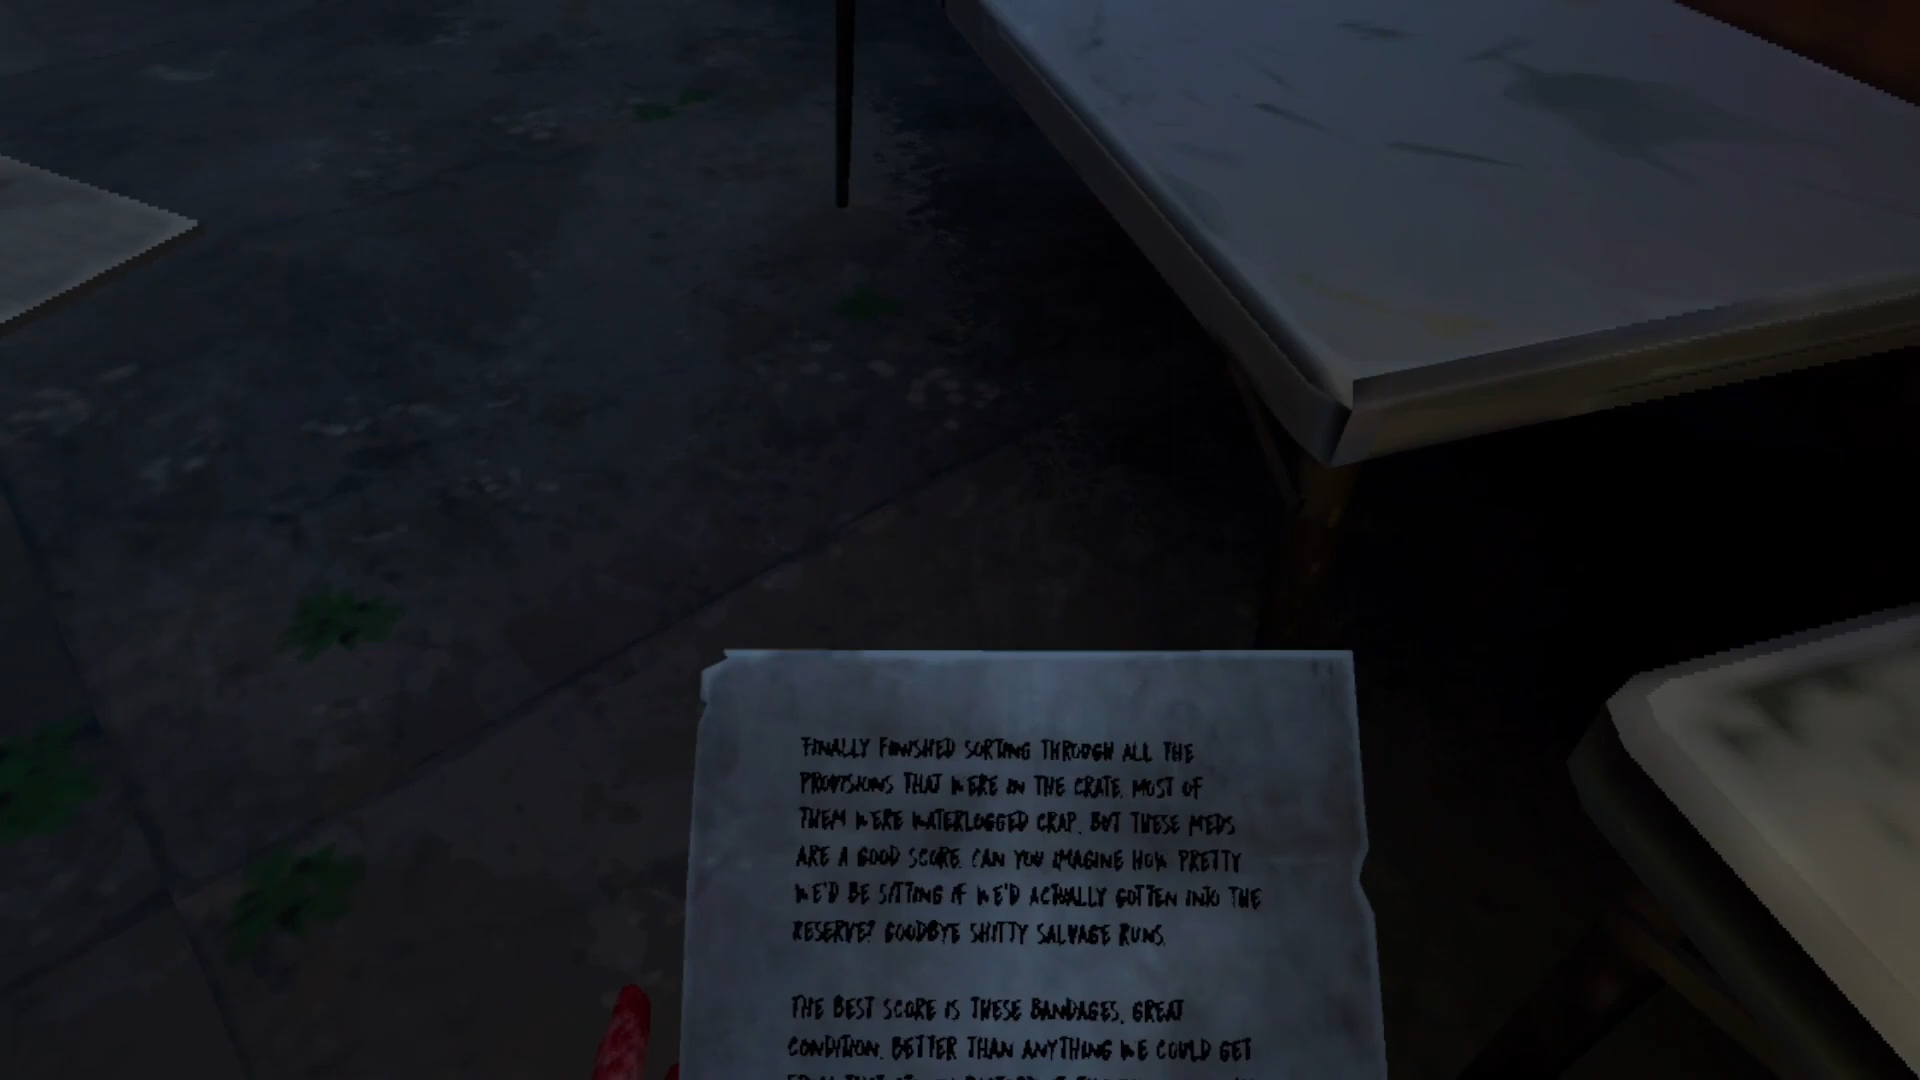 FINALLY FINISHED SORTING THROUGH ALL THE
PROVISIONS THAT WERE IN THE CRATE. MOST OF
THEM WERE WATERLOGGED CRAP. BUT THESE MEDS
ARE A GOOD SCORE. CAN YOU IMAGINE HOW PRETTY
WE'D BE SITTING IF WE'D ACTUALLY GOTTEN INTO THE
RESERVE? GOODBYE SHITTY SALVAGE RUNS.
THE BEST SCORE IS THESE BANDAGES. GREAT
CONDITION. BETTER THAN ANYTHING WE COULD GET